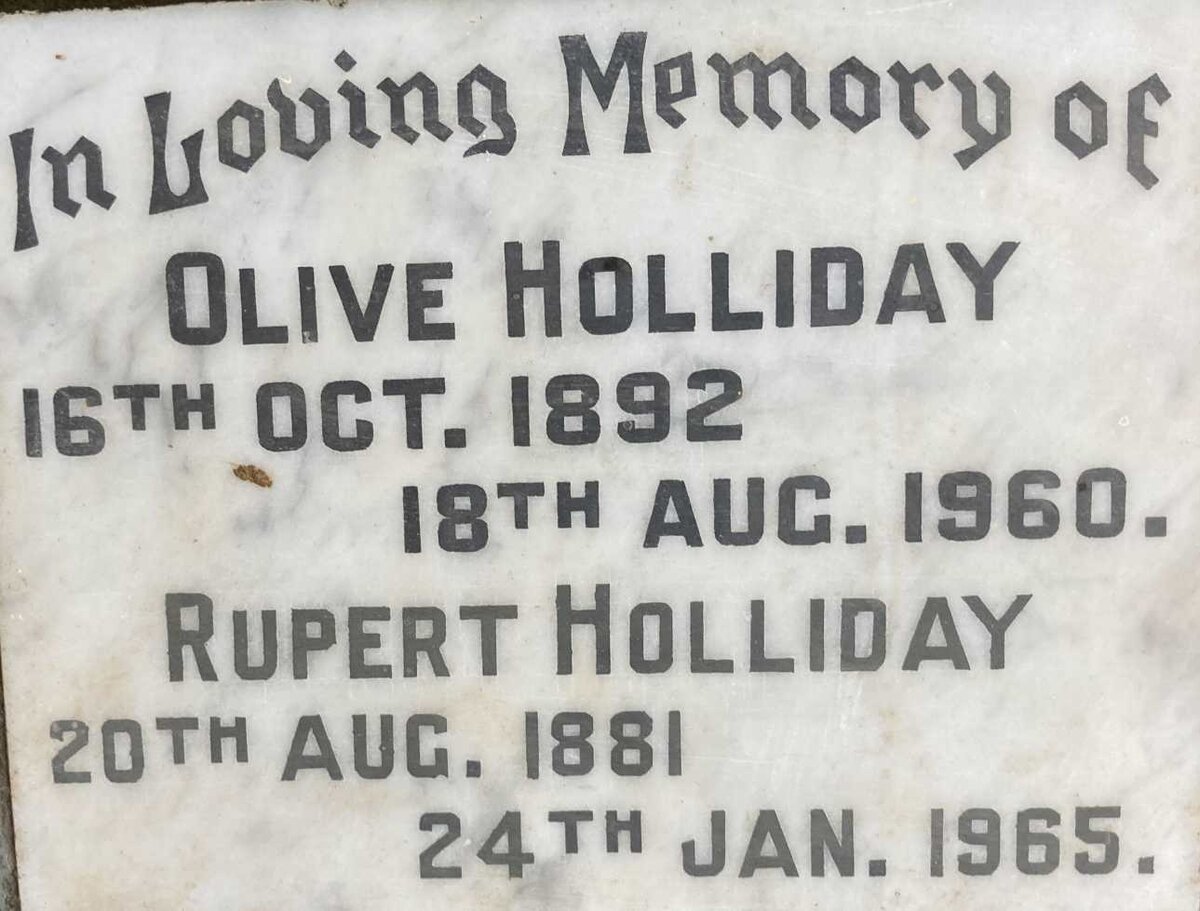 In Loving Memory of
OLIVE HOLLIDAY
16TH OCT. 1892
18TH AUG. 1960.
RUPERT HOLLIDAY
20TH AUG. 1881
24TH JAN. 1965.